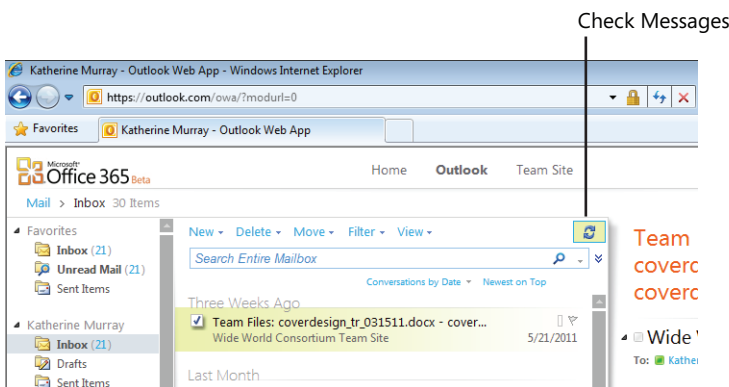 Check Messages
Katherine Murray - Outlook Web App - Windows Internet Explorer
https://outlook.com/owa/?modurl=0
Favorites
Katherine Murray - Outlook Web App
Microsoft
Office 365 Beta
Home Outlook Team Site
Mail > Inbox 30 Items
Favorites
Inbox (21)
Unread Mail (21)
Sent Items
Katherine Murray
Inbox (21)
Drafts
Sent Items
New Delete Move Filter View
Search Entire Mailbox
Conversations by Date Newest on Top
Three Weeks Ago
Team Files: coverdesign_tr_031511.docx - cover...
Wide World Consortium Team Site 5/21/2011
Last Month
Team
coverd
coverd
Wide
To: Kather